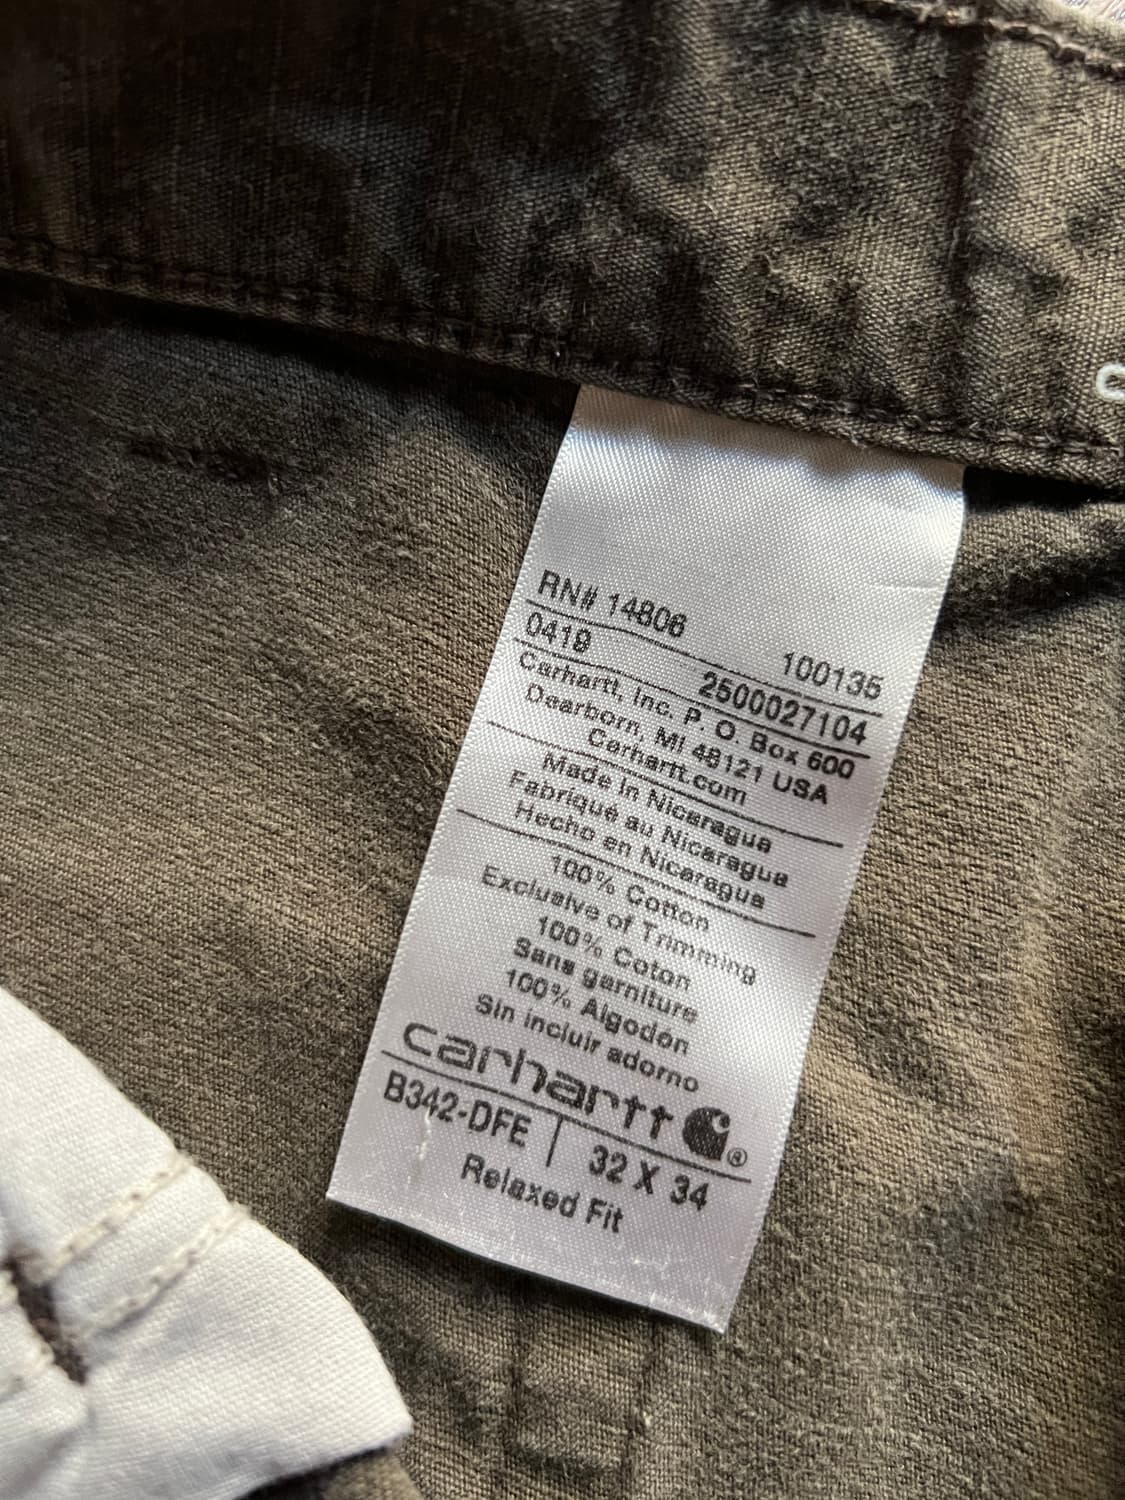 RN# 14806
100135
0419
2500027104
Carhartt, Inc. P. O. Box 600
Dearborn, MI 48121 USA
Carhartt.com
Made in Nicaragua
Fabriqué au Nicaragua
Hecho en Nicaragua
100% Cotton
Exclusive of Trimming
100% Coton
Sans garniture
100% Algodón
Sin incluir adorno
carhartt ®
B342-DFE | 32 X 34
Relaxed Fit